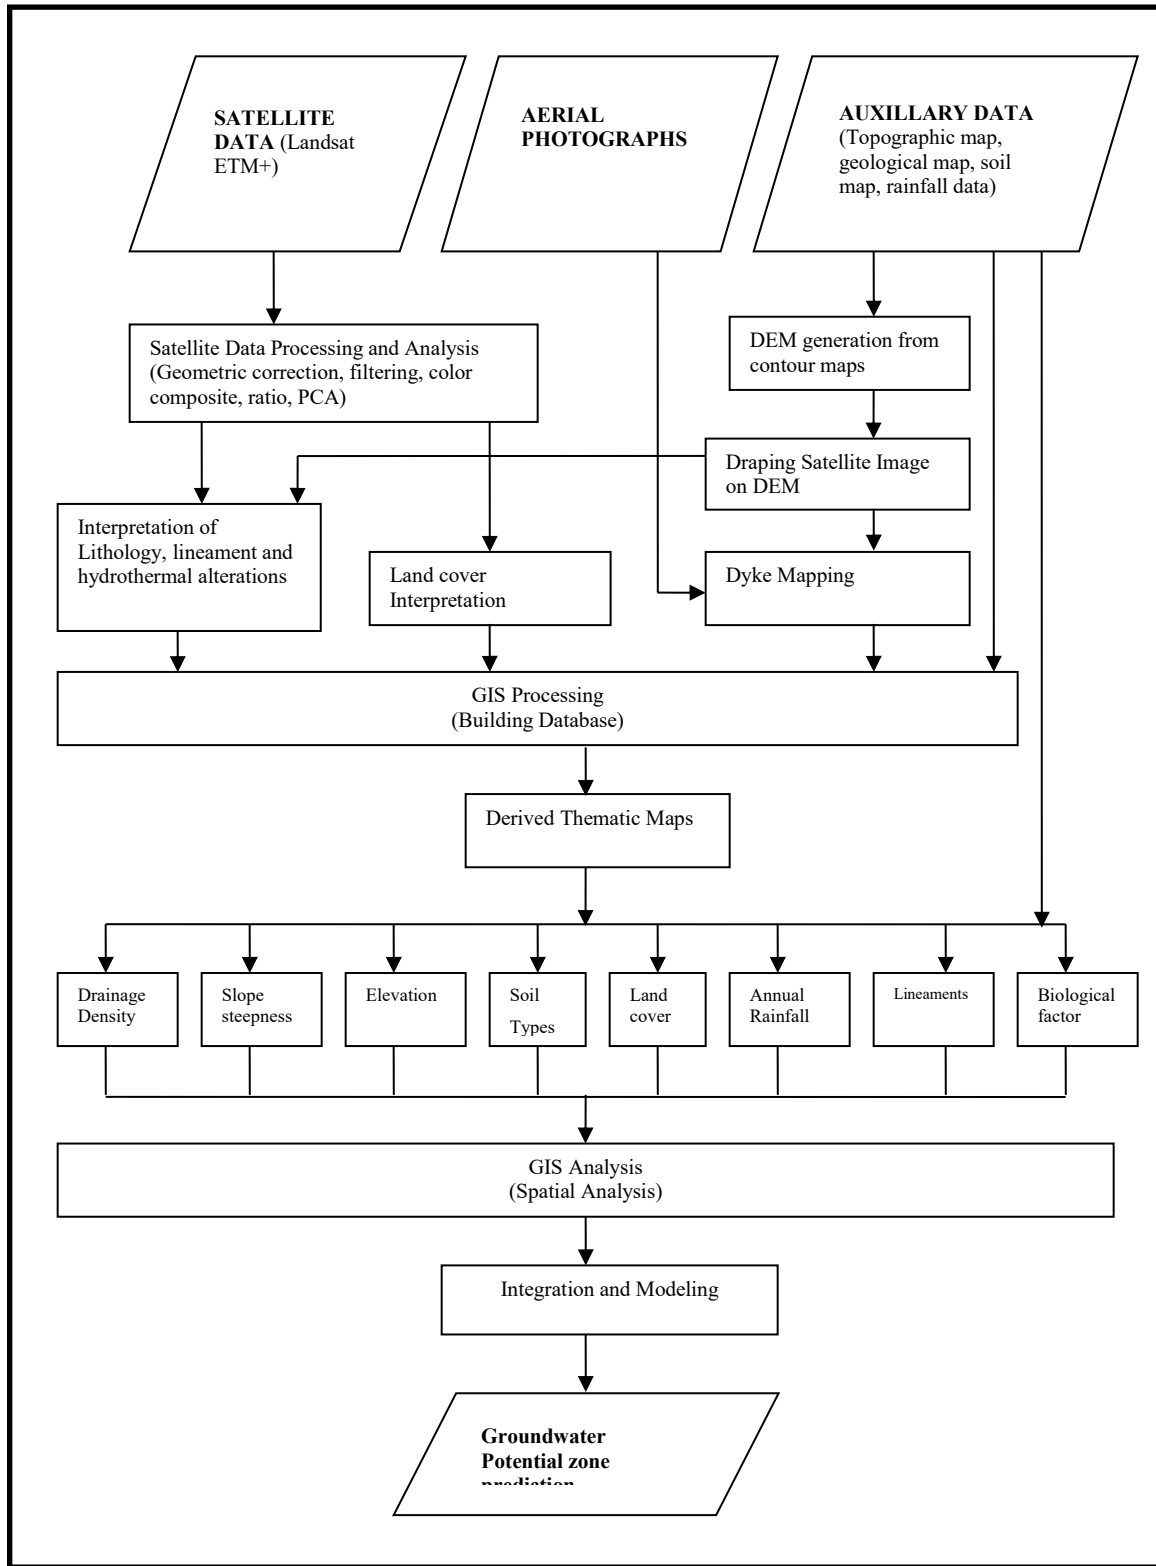 SATELLITE
DATA (Landsat
ETM+)
AERIAL
PHOTOGRAPHS
AUXILLARY DATA
(Topographic map,
geological map, soil
map, rainfall data)
Satellite Data Processing and Analysis
(Geometric correction, filtering, color
composite, ratio, PCA)
DEM generation from
contour maps
Draping Satellite Image
on DEM
Interpretation of
Lithology, lineament and
hydrothermal alterations
Land cover
Interpretation
Dyke Mapping
GIS Processing
(Building Database)
Derived Thematic Maps
Drainage
Density
Slope
steepness
Elevation
Soil
Types
Land
cover
Annual
Rainfall
Lineaments
Biological
factor
GIS Analysis
(Spatial Analysis)
Integration and Modeling
Groundwater
Potential zone
prediction